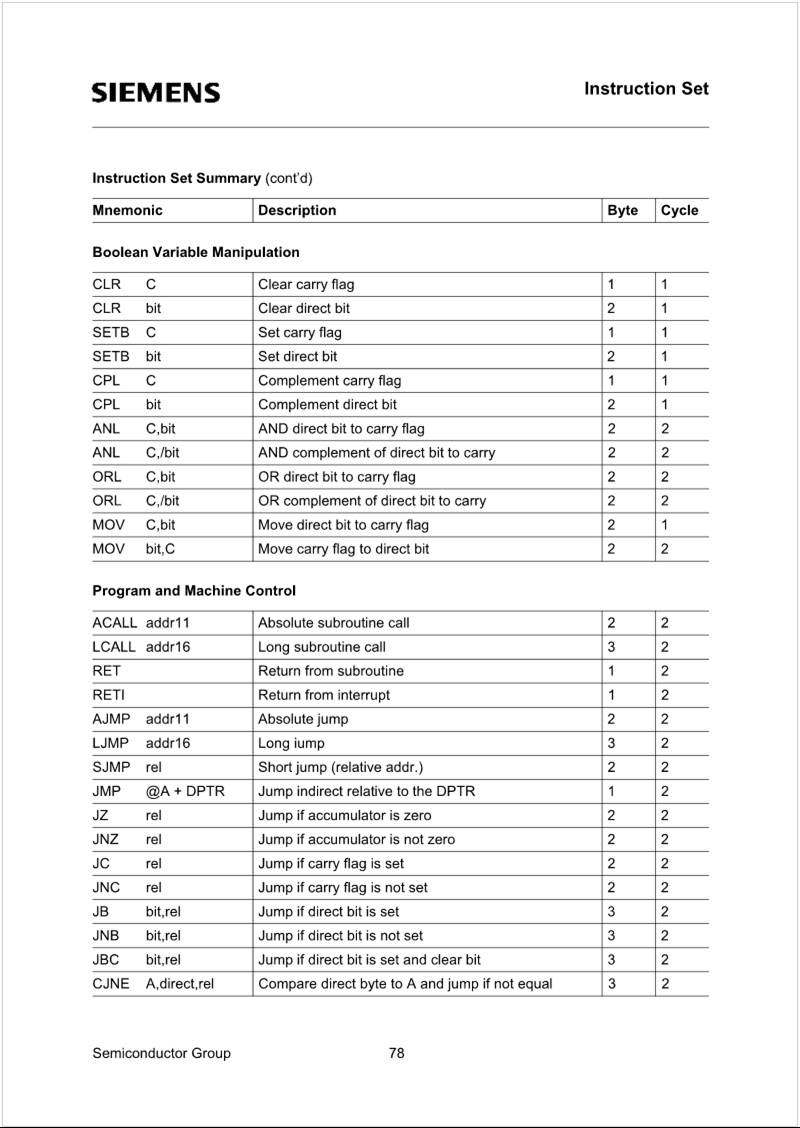 SIEMENS
Instruction Set
Instruction Set Summary (cont'd)
Mnemonic Description Byte Cycle
Boolean Variable Manipulation
CLR C Clear carry flag 1 1
CLR bit Clear direct bit 2 1
SETB C Set carry flag 1 1
SETB bit Set direct bit 2 1
CPL C Complement carry flag 1 1
CPL bit Complement direct bit 2 1
ANL C,bit AND direct bit to carry flag 2 2
ANL C,/bit AND complement of direct bit to carry 2 2
ORL C,bit OR direct bit to carry flag 2 2
ORL C,/bit OR complement of direct bit to carry 2 2
MOV C,bit Move direct bit to carry flag 2 1
MOV bit,C Move carry flag to direct bit 2 2
Program and Machine Control
ACALL addr11 Absolute subroutine call 2 2
LCALL addr16 Long subroutine call 3 2
RET Return from subroutine 1 2
RETI Return from interrupt 1 2
AJMP addr11 Absolute jump 2 2
LJMP addr16 Long iump 3 2
SJMP rel Short jump (relative addr.) 2 2
JMP @A + DPTR Jump indirect relative to the DPTR 1 2
JZ rel Jump if accumulator is zero 2 2
JNZ rel Jump if accumulator is not zero 2 2
JC rel Jump if carry flag is set 2 2
JNC rel Jump if carry flag is not set 2 2
JB bit,rel Jump if direct bit is set 3 2
JNB bit,rel Jump if direct bit is not set 3 2
JBC bit,rel Jump if direct bit is set and clear bit 3 2
CJNE A,direct,rel Compare direct byte to A and jump if not equal 3 2
Semiconductor Group 78